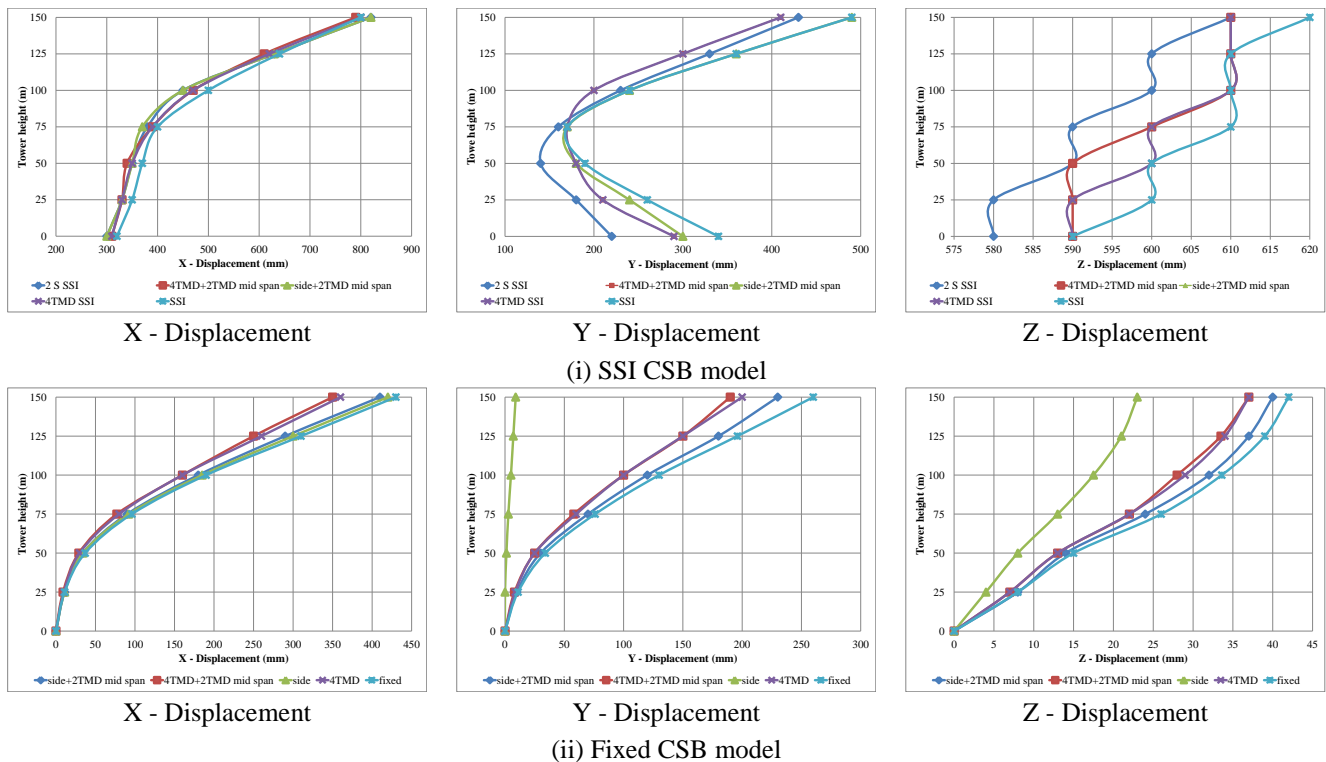 150
125
100
75
50
25
0
Tower height (m)
200 300 400 500 600 700 800 900
X - Displacement (mm)
2 S SSI 4TMD+2TMD mid span side+2TMD mid span
4TMD SSI SSI
150
125
100
75
50
25
0
Towe height (m)
100 200 300 400 500
Y - Displacement (mm)
2 S SSI 4TMD+2TMD mid span side+2TMD mid span
4TMD SSI SSI
150
125
100
75
50
25
0
Tower height (m)
575 580 585 590 595 600 605 610 615 620
Z - Displacement (mm)
2 S SSI 4TMD+2TMD mid span side+2TMD mid span
4TMD SSI SSI
X - Displacement Y - Displacement Z - Displacement
(i) SSI CSB model
150
125
100
75
50
25
0
Tower height (m)
0 50 100 150 200 250 300 350 400 450
X - Displacement (mm)
side+2TMD mid span 4TMD+2TMD mid span side 4TMD fixed
150
125
100
75
50
25
0
Tower height (m)
0 50 100 150 200 250 300
Y - Displacement (mm)
side+2TMD mid span 4TMD+2TMD mid span side 4TMD fixed
150
125
100
75
50
25
0
Tower height (m)
0 5 10 15 20 25 30 35 40 45
Z - Displacement (mm)
side+2TMD mid span 4TMD+2TMD mid span side 4TMD fixed
X - Displacement Y - Displacement Z - Displacement
(ii) Fixed CSB model